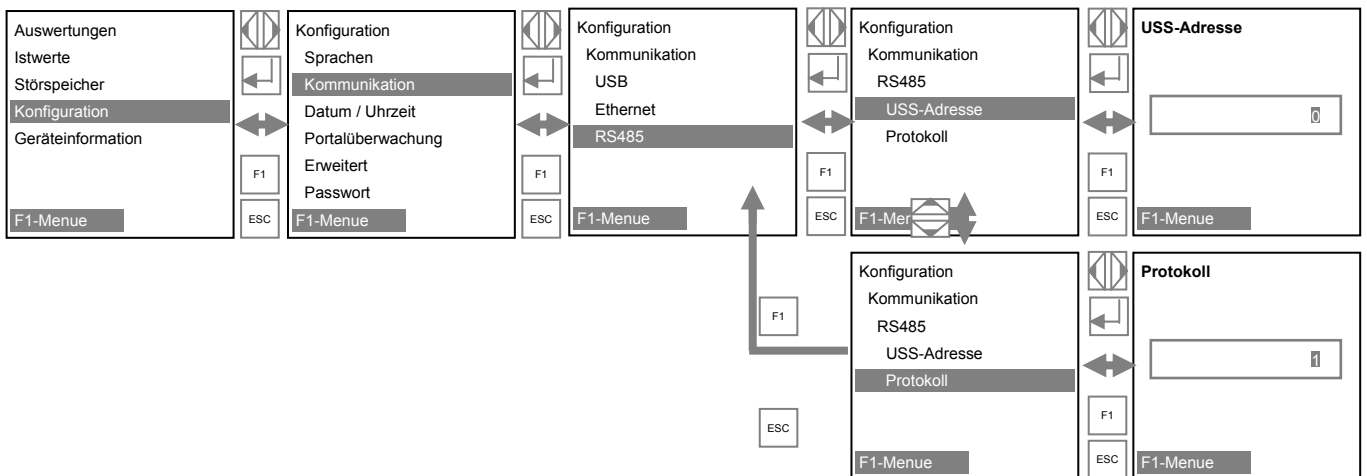 Auswertungen
Istwerte
Störspeicher
Konfiguration
Geräteinformation
F1-Menue
F1
ESC
Konfiguration
Sprachen
Kommunikation
Datum / Uhrzeit
Portalüberwachung
Erweitert
Passwort
F1-Menue
F1
ESC
Konfiguration
Kommunikation
USB
Ethernet
RS485
F1-Menue
F1
ESC
Konfiguration
Kommunikation
RS485
USS-Adresse
Protokoll
F1-Mer
F1
ESC
USS-Adresse
0
F1-Menue
F1
ESC
Konfiguration
Kommunikation
RS485
USS-Adresse
Protokoll
F1-Menue
F1
ESC
Protokoll
1
F1-Menue